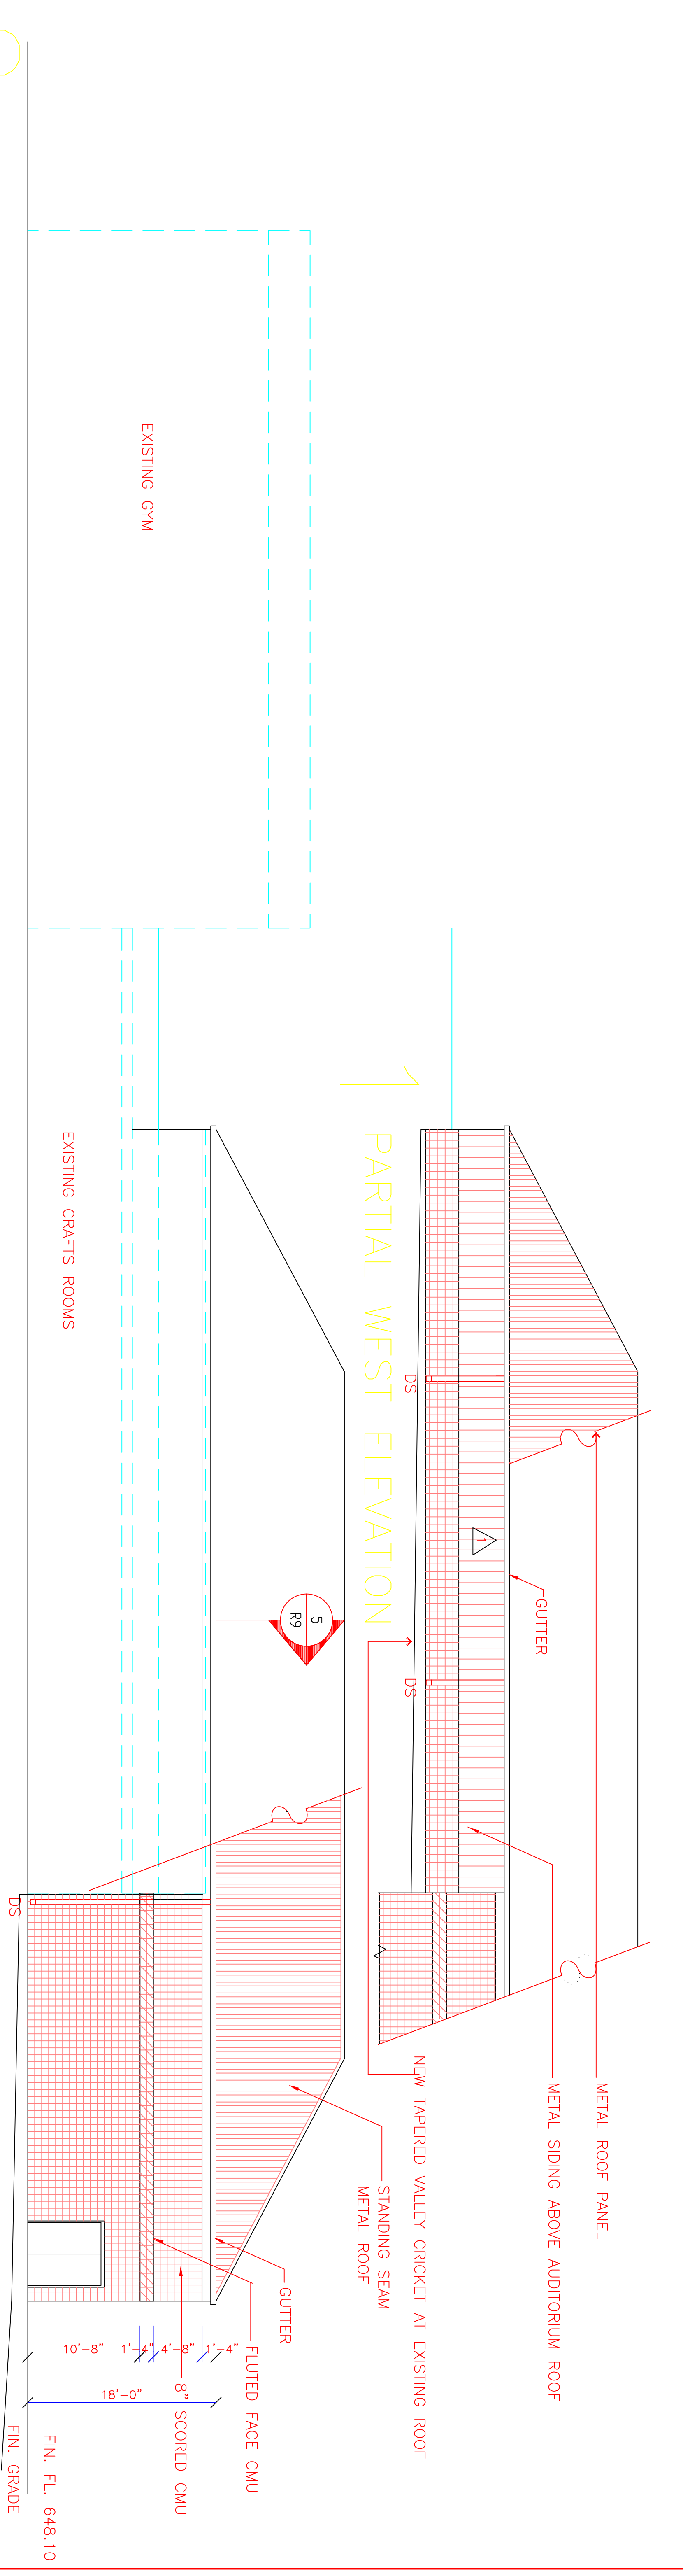 METAL ROOF PANEL
METAL SIDING ABOVE AUDITORIUM ROOF
GUTTER
1
DS
DS
NEW TAPERED VALLEY CRICKET AT EXISTING ROOF
1
PARTIAL WEST ELEVATION
STANDING SEAM
METAL ROOF
5
R9
GUTTER
FLUTED FACE CMU
8" SCORED CMU
EXISTING GYM
EXISTING CRAFTS ROOMS
DS
1'-4"
4'-8"
1'-4"
10'-8"
18'-0"
FIN. FL. 648.10
FIN. GRADE